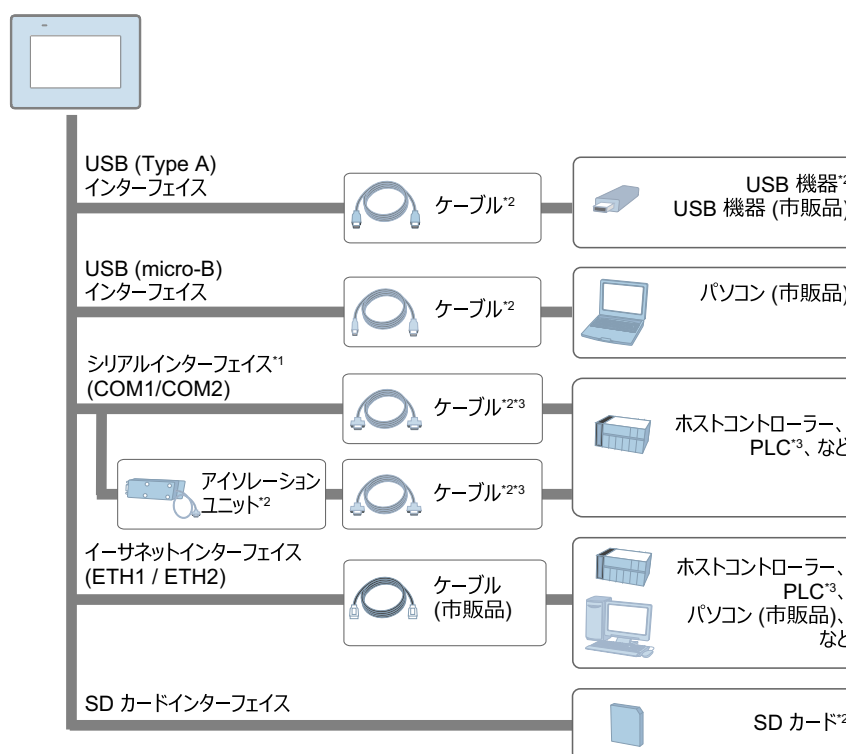 USB (Type A)
インターフェイス
ケーブル*2
USB 機器*2
USB 機器 (市販品)
USB (micro-B)
インターフェイス
ケーブル*2
パソコン (市販品)
シリアルインターフェイス*1
(COM1/COM2)
ケーブル*2*3
ホストコントローラー、
PLC*3、など
アイソレーション
ユニット*2
ケーブル*2*3
イーサネットインターフェイス
(ETH1 / ETH2)
ケーブル
(市販品)
ホストコントローラー、
PLC*3、
パソコン (市販品)、
など
SD カードインターフェイス
SD カード*2